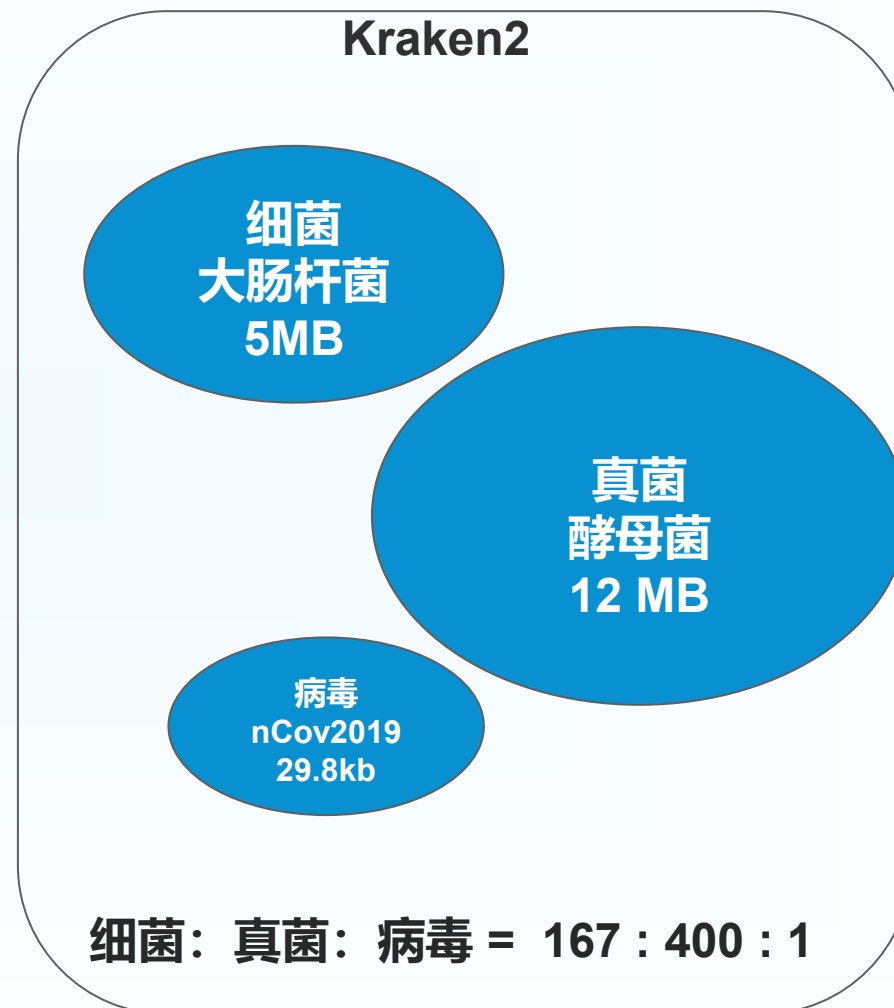 Kraken2
细菌
大肠杆菌
5MB
真菌
酵母菌
12 MB
病毒
nCov2019
29.8kb
细菌：真菌：病毒 = 167 : 400 : 1